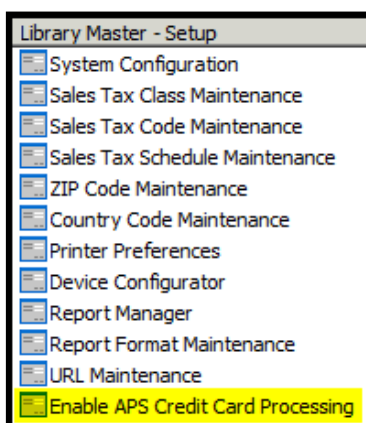 Library Master - Setup
System Configuration
Sales Tax Class Maintenance
Sales Tax Code Maintenance
Sales Tax Schedule Maintenance
ZIP Code Maintenance
Country Code Maintenance
Printer Preferences
Device Configurator
Report Manager
Report Format Maintenance
URL Maintenance
Enable APS Credit Card Processing